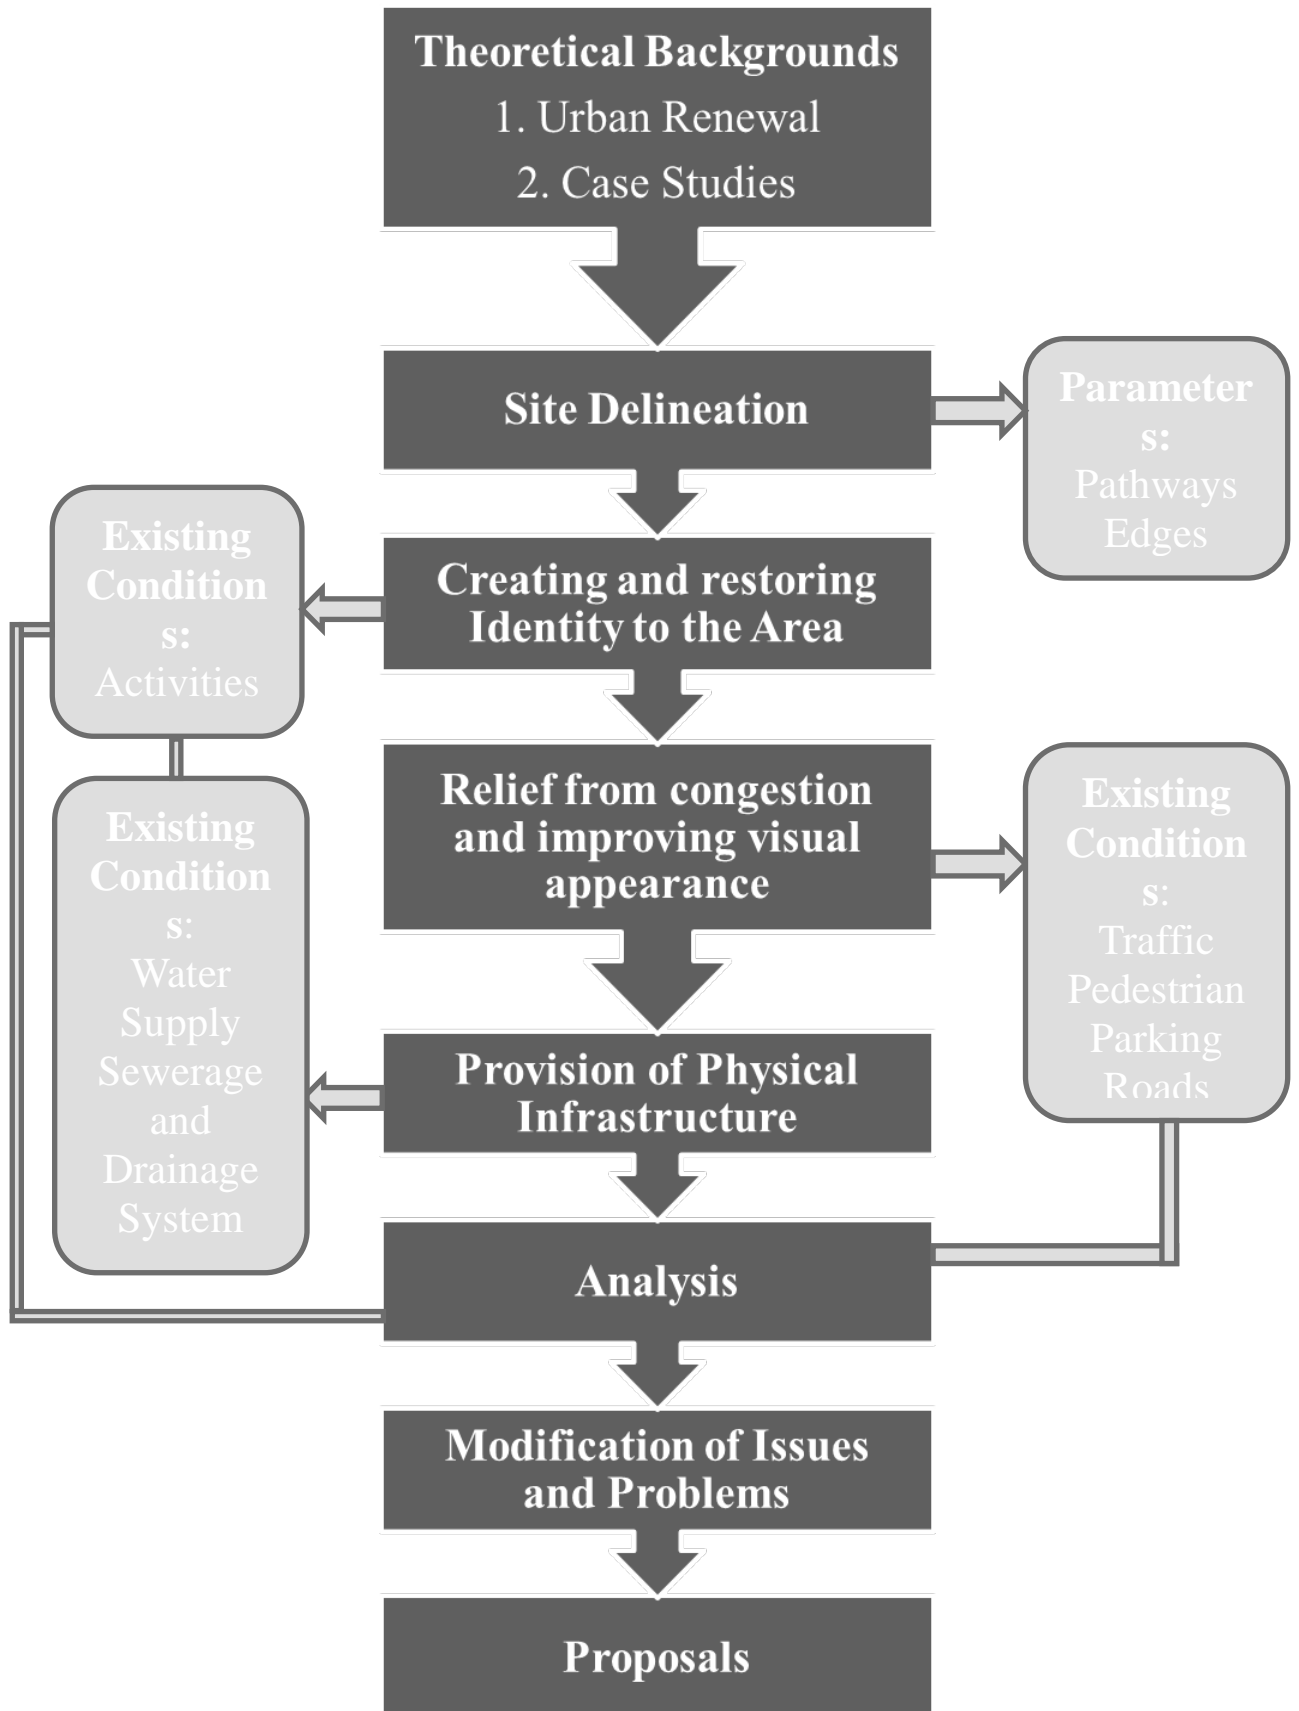 Theoretical Backgrounds
1. Urban Renewal
2. Case Studies
Site Delineation
Parameter
s:
Pathways
Edges
Creating and restoring
Identity to the Area
Existing
Condition
s:
Activities
Relief from congestion
and improving visual
appearance
Existing
Condition
s:
Traffic
Pedestrian
Parking
Roads
Existing
Condition
s:
Water
Supply
Sewerage
and
Drainage
System
Provision of Physical
Infrastructure
Analysis
Modification of Issues
and Problems
Proposals